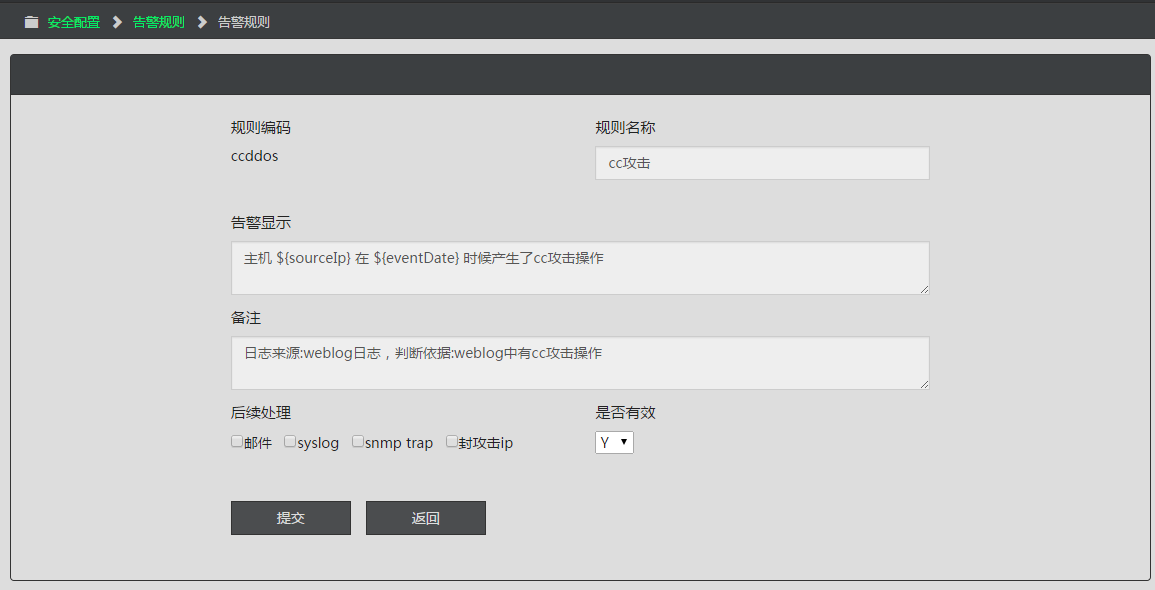 安全配置 告警规则 告警规则
规则编码 规则名称
ccddos cc攻击
告警显示
主机 ${sourceIp} 在 ${eventDate} 时候产生了cc攻击操作
备注
日志来源:weblog日志，判断依据:weblog中有cc攻击操作
后续处理 是否有效
邮件 syslog snmp trap 封攻击ip Y
提交 返回